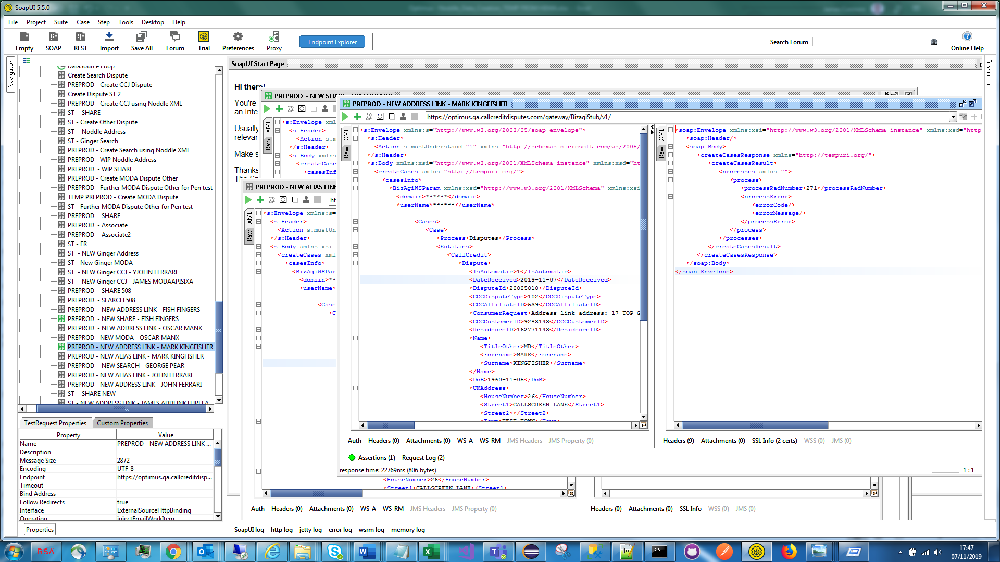 SoapUI 5.5.0
File Project Suite Case Step Tools Desktop Help
Empty SOAP REST Import Save All Forum Trial Preferences Proxy
Endpoint Explorer
Search Forum
Online Help
Navigator
Inspector
DataSource Loop
Create Search Dispute
PREPROD - Create CCJ Dispute
Create Dispute ST 2
PREPROD - Create CCJ using Noddle XML
ST - SHARE
ST - Create Other Dispute
ST - Noddle Address
ST - Ginger Search
PREPROD - Create Search using Noddle XML
PREPROD - WIP Noddle Address
PREPROD - WIP SHARE
PREPROD - Create MODA Dispute Other
PREPROD - Further MODA Dispute Other for Pen test
TEMP PREPROD - Create MODA Dispute
ST - Further MODA Dispute Other for Pen test
PREPROD - SHARE
PREPROD - Associate
PREPROD - Associate2
ST - ER
ST - NEW Ginger Address
ST - New Ginger MODA
ST - NEW Ginger CCJ - YJOHN FERRARI
ST - NEW Ginger CCJ - JAMES MODAAPISIXA
PREPROD - SHARE 508
PREPROD - SEARCH 508
PREPROD - NEW ADDRESS LINK - FISH FINGERS
PREPROD - NEW SHARE - FISH FINGERS
PREPROD - NEW ADDRESS LINK - OSCAR MANX
PREPROD - NEW MODA - OSCAR MANX
PREPROD - NEW ADDRESS LINK - MARK KINGFISHER
PREPROD - NEW ALIAS LINK - MARK KINGFISHER
PREPROD - NEW SEARCH - GEORGE PEAR
PREPROD - NEW ALIAS LINK - JOHN FERRARI
PREPROD - NEW ADDRESS LINK - JOHN FERRARI
ST - SHARE NEW
ST - NEW ADDRESS LINK - JAMES ADDLINKTHREEA
TestRequest Properties Custom Properties
Property Value
Name PREPROD - NEW ADDRESS LINK ...
Description
Message Size 2872
Encoding UTF-8
Endpoint https://optimus.qa.callcreditdisp...
Timeout
Bind Address
Follow Redirects true
Interface ExternalSourceHttpBinding
Operation injectEmailWorkItem
Properties
SoapUI Start Page
Hi there!
You're
an Inte
Usually
relevan
Make s
Thanks
The Sp
PREPROD - NEW SHARE - FISH FINGERS
XML
Raw
<s:Envelope xml
<s:Header>
<Action s:m
</s:Header>
<s:Body xmlns
<createCase
<casesInf
PREPROD - NEW ALIAS LINK
ht
XML
Raw
<s:Envelope xmlns:s=
<s:Header>
<Action s:mustUn
</s:Header>
<s:Body xmlns:xsi=
<createCases xml
<casesInfo>
<BizAgiWSPar
<domain>**
<userName>
<Case
<C
<HouseNumber>26</HouseNumber>
<Street1>CALLSCREEN LANE</Street1>
Auth Headers (0) Attachments (0) WS-A WS-RM JMS Headers JMS Property (0)
Headers (0) Attachments (0) SSL Info WSS (0) JMS (0)
PREPROD - NEW ADDRESS LINK - MARK KINGFISHER
https://optimus.qa.callcreditdisputes.com/gateway/BizagiStub/v1/
XML
Raw
<s:Envelope xmlns:s="http://www.w3.org/2003/05/soap-envelope">
<s:Header>
<Action s:mustUnderstand="1" xmlns="http://schemas.microsoft.com/ws/2005/
</s:Header>
<s:Body xmlns:xsi="http://www.w3.org/2001/XMLSchema-instance" xmlns:xsd="ht
<createCases xmlns="http://tempuri.org/">
<casesInfo>
<BizAgiWSParam xmlns:xsd="http://www.w3.org/2001/XMLSchema" xmlns:xsi
<domain>******</domain>
<userName>******</userName>
<Cases>
<Case>
<Process>Disputes</Process>
<Entities>
<CallCredit>
<Dispute>
<IsAutomatic>1</IsAutomatic>
<DateReceived>2019-11-07</DateReceived>
<DisputeId>20005010</DisputeId>
<CCCDisputeType>102</CCCDisputeType>
<CCCAffiliateID>539</CCCAffiliateID>
<ConsumerRequest>Address link address: 17 TOP G
<CCCCustomerID>9283143</CCCCustomerID>
<ResidenceID>162771143</ResidenceID>
<Name>
<TitleOther>MR</TitleOther>
<Forename>MARK</Forename>
<Surname>KINGFISHER</Surname>
</Name>
<DoB>1960-11-05</DoB>
<UKAddress>
<HouseNumber>26</HouseNumber>
<Street1>CALLSCREEN LANE</Street1>
<Street2></Street2>
<Town>TEST TOWN</Town>
XML
Raw
<soap:Envelope xmlns:xsi="http://www.w3.org/2001/XMLSchema-instance" xmlns:xsd="http
<soap:Header/>
<soap:Body>
<createCasesResponse xmlns="http://tempuri.org/">
<createCasesResult>
<processes xmlns="">
<process>
<processRadNumber>271</processRadNumber>
<processError>
<errorCode/>
<errorMessage/>
</processError>
</process>
</processes>
</createCasesResult>
</createCasesResponse>
</soap:Body>
</soap:Envelope>
Auth Headers (0) Attachments (0) WS-A WS-RM JMS Headers JMS Property (0)
Headers (9) Attachments (0) SSL Info (2 certs) WSS (0) JMS (0)
Assertions (1) Request Log (2)
response time: 22769ms (806 bytes)
1 : 1
SoapUI log http log jetty log error log wsrm log memory log
RSA
17:47
07/11/2019